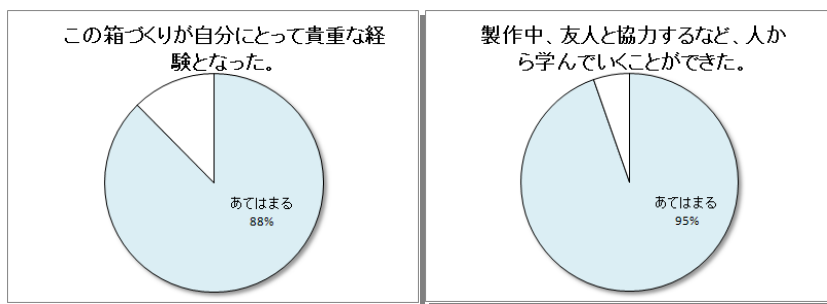 この箱づくりが自分にとって貴重な経
験となった。
あてはまる
88%
製作中、友人と協力するなど、人か
ら学んでいくことができた。
あてはまる
95%